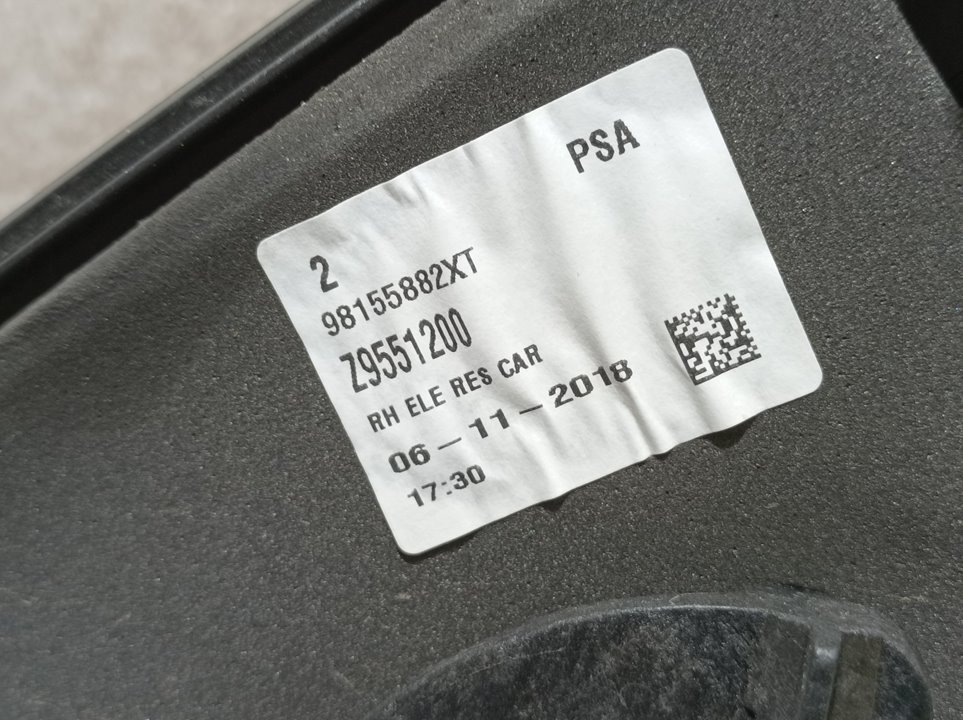 PSA
2
98155882XT
Z9551200
RH ELE RES CAR
06-11-2018
17:30